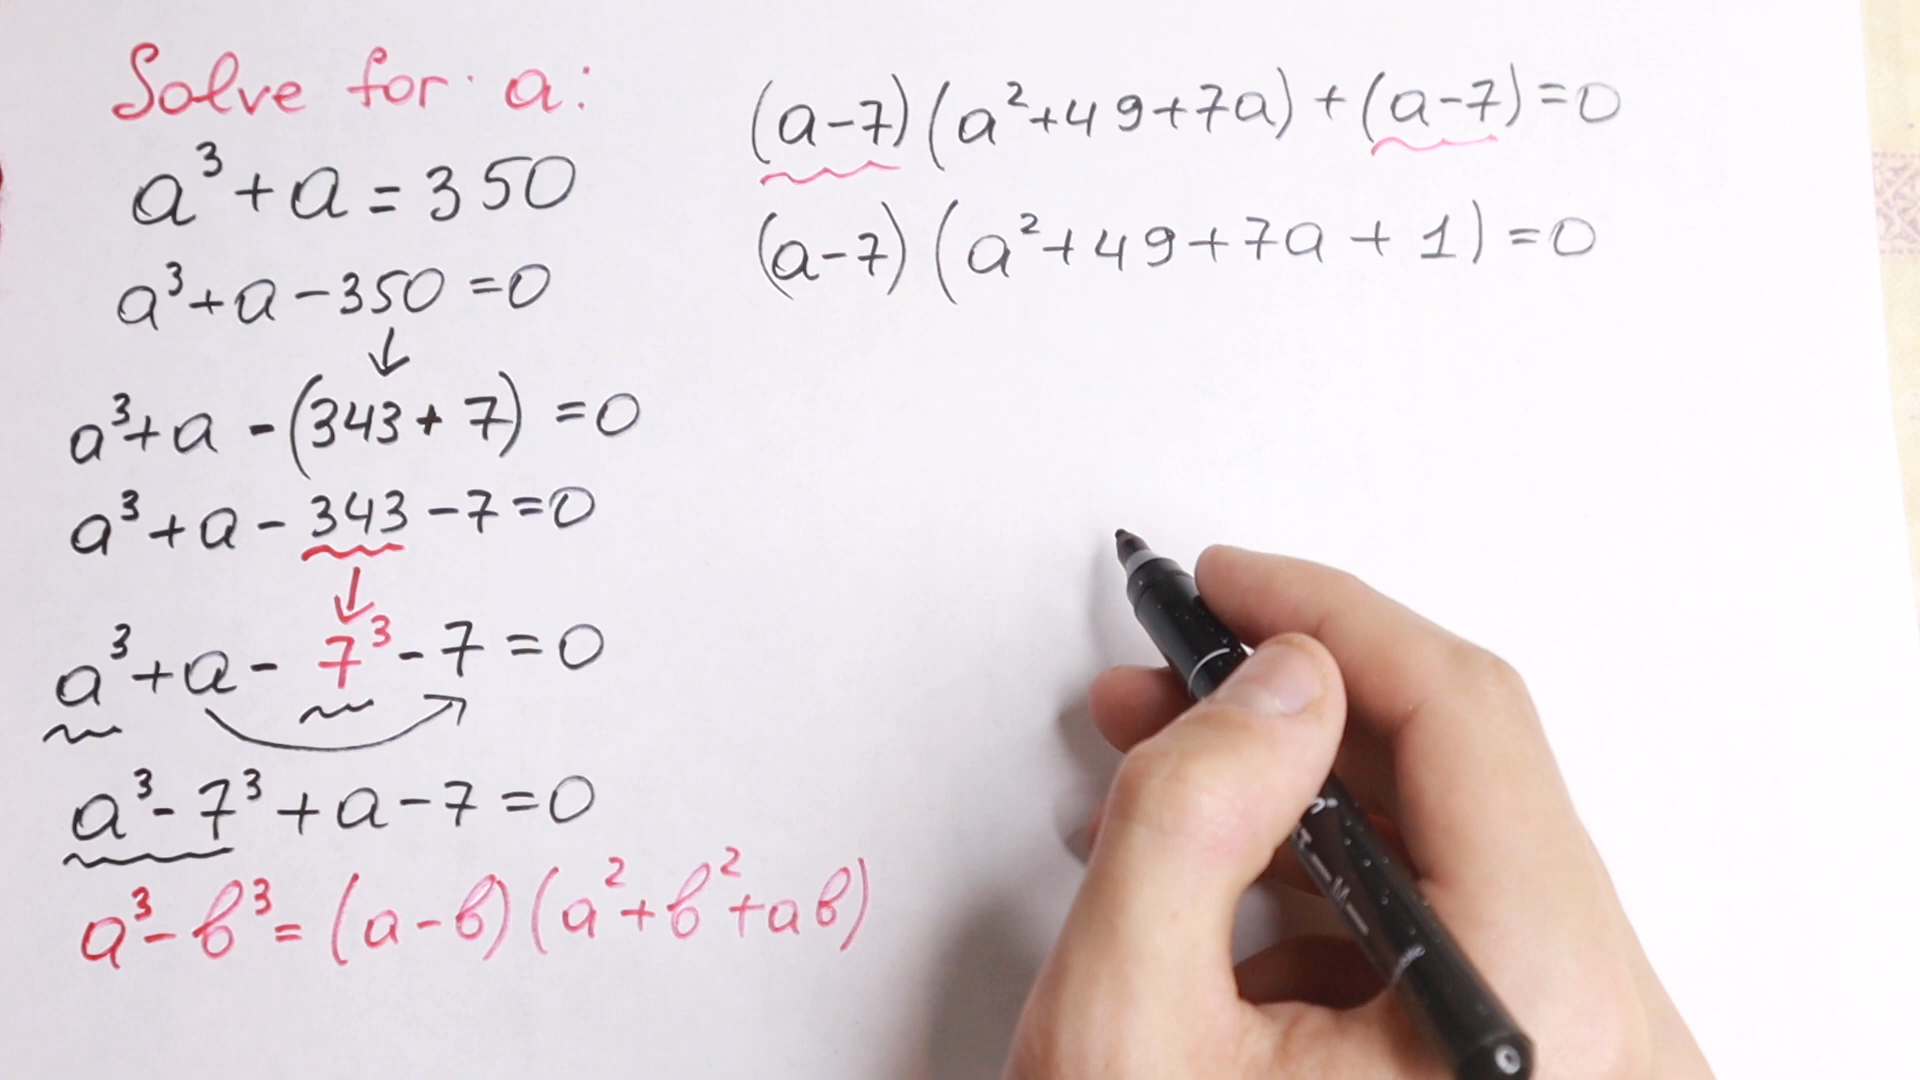 Solve for a:
a³+a=350
a³+a-350=0
↓
a³+a-(343+7)=0
a³+a-343-7=0
↓
a³+a-7³-7=0
a³-7³+a-7=0
a³-b³=(a-b)(a²+b²+ab)
(a-7)(a²+49+7a)+(a-7)=0
(a-7)(a²+49+7a+1)=0